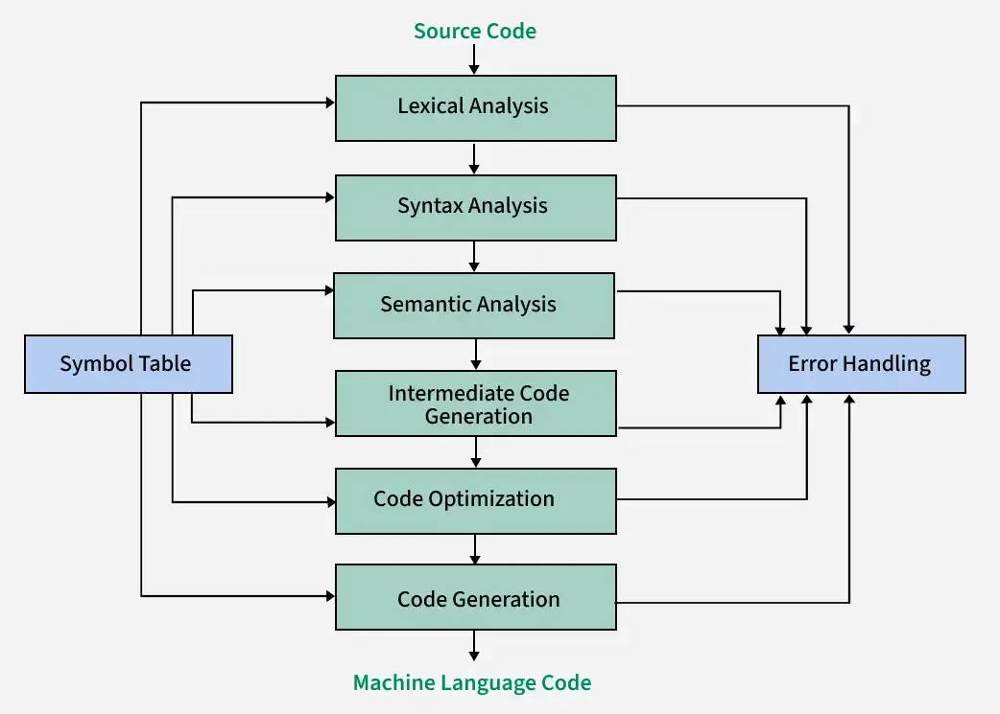 Source Code
Lexical Analysis
Syntax Analysis
Semantic Analysis
Symbol Table
Error Handling
Intermediate Code
Generation
Code Optimization
Code Generation
Machine Language Code